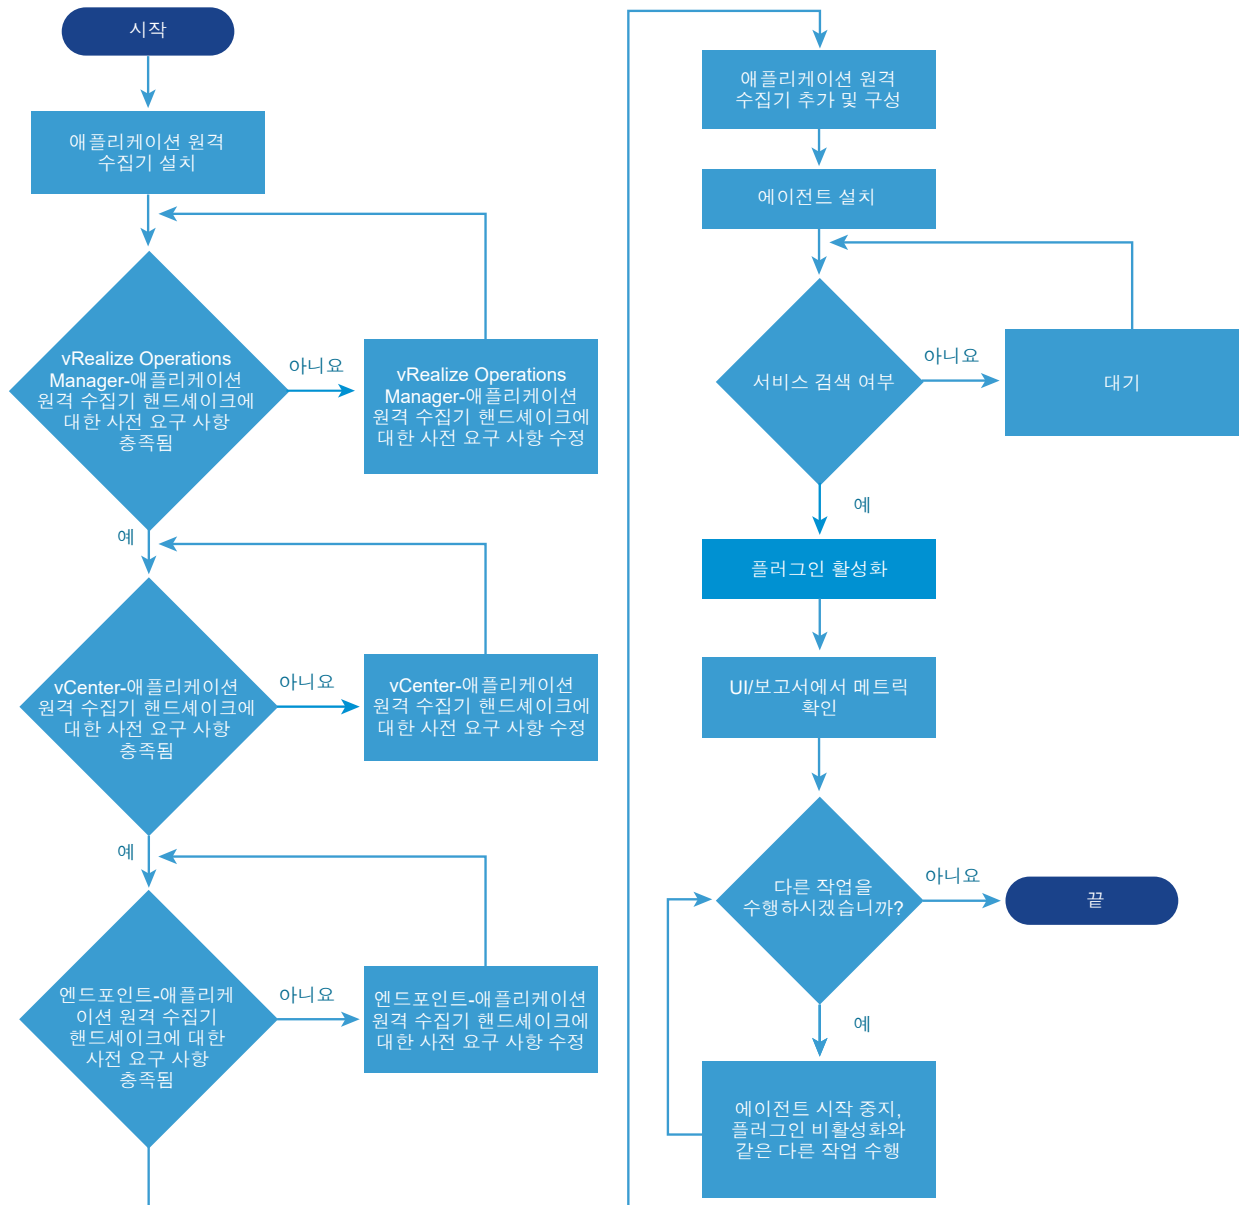 시작
애플리케이션 원격
수집기 설치
vRealize Operations
Manager-애플리케이션
원격 수집기 핸드셰이크에
대한 사전 요구 사항
충족됨
아니요
vRealize Operations
Manager-애플리케이션
원격 수집기 핸드셰이크에
대한 사전 요구 사항 수정
예
vCenter-애플리케이션
원격 수집기 핸드셰이크에
대한 사전 요구 사항
충족됨
아니요
vCenter-애플리케이션
원격 수집기 핸드셰이크에
대한 사전 요구 사항 수정
예
엔드포인트-애플리케
이션 원격 수집기
핸드셰이크에 대한
사전 요구 사항
충족됨
아니요
엔드포인트-애플리케이션
원격 수집기 핸드셰이크에
대한 사전 요구 사항 수정
애플리케이션 원격
수집기 추가 및 구성
에이전트 설치
서비스 검색 여부
아니요
대기
예
플러그인 활성화
UI/보고서에서 메트릭
확인
다른 작업을
수행하시겠습니까?
아니요
끝
예
에이전트 시작 중지,
플러그인 비활성화와
같은 다른 작업 수행